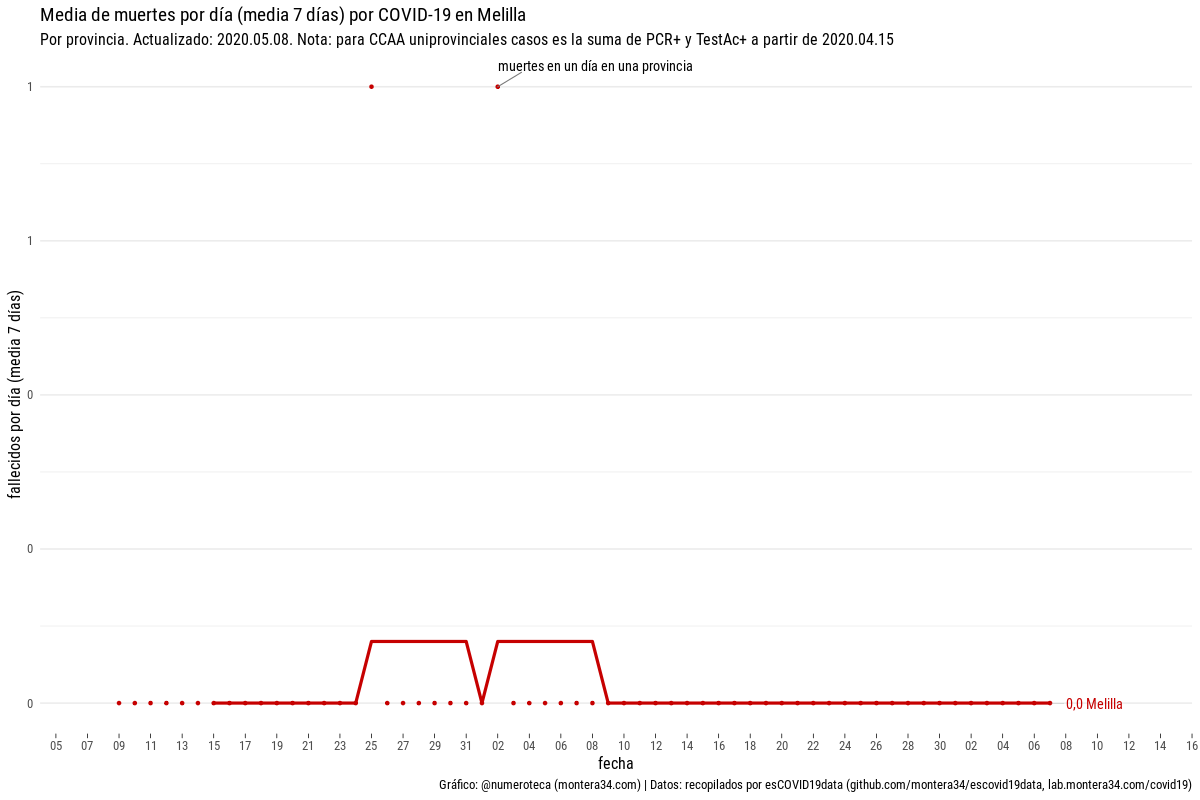 Media de muertes por día (media 7 días) por COVID-19 en Melilla
Por provincia. Actualizado: 2020.05.08. Nota: para CCAA uniprovinciales casos es la suma de PCR+ y TestAc+ a partir de 2020.04.15
muertes en un día en una provincia
1
1
0
0
0
fallecidos por día (media 7 días)
0,0 Melilla
05 07 09 11 13 15 17 19 21 23 25 27 29 31 02 04 06 08 10 12 14 16 18 20 22 24 26 28 30 02 04 06 08 10 12 14 16
fecha
Gráfico: @numeroteca (montera34.com) | Datos: recopilados por esCOVID19data (github.com/montera34/escovid19data, lab.montera34.com/covid19)